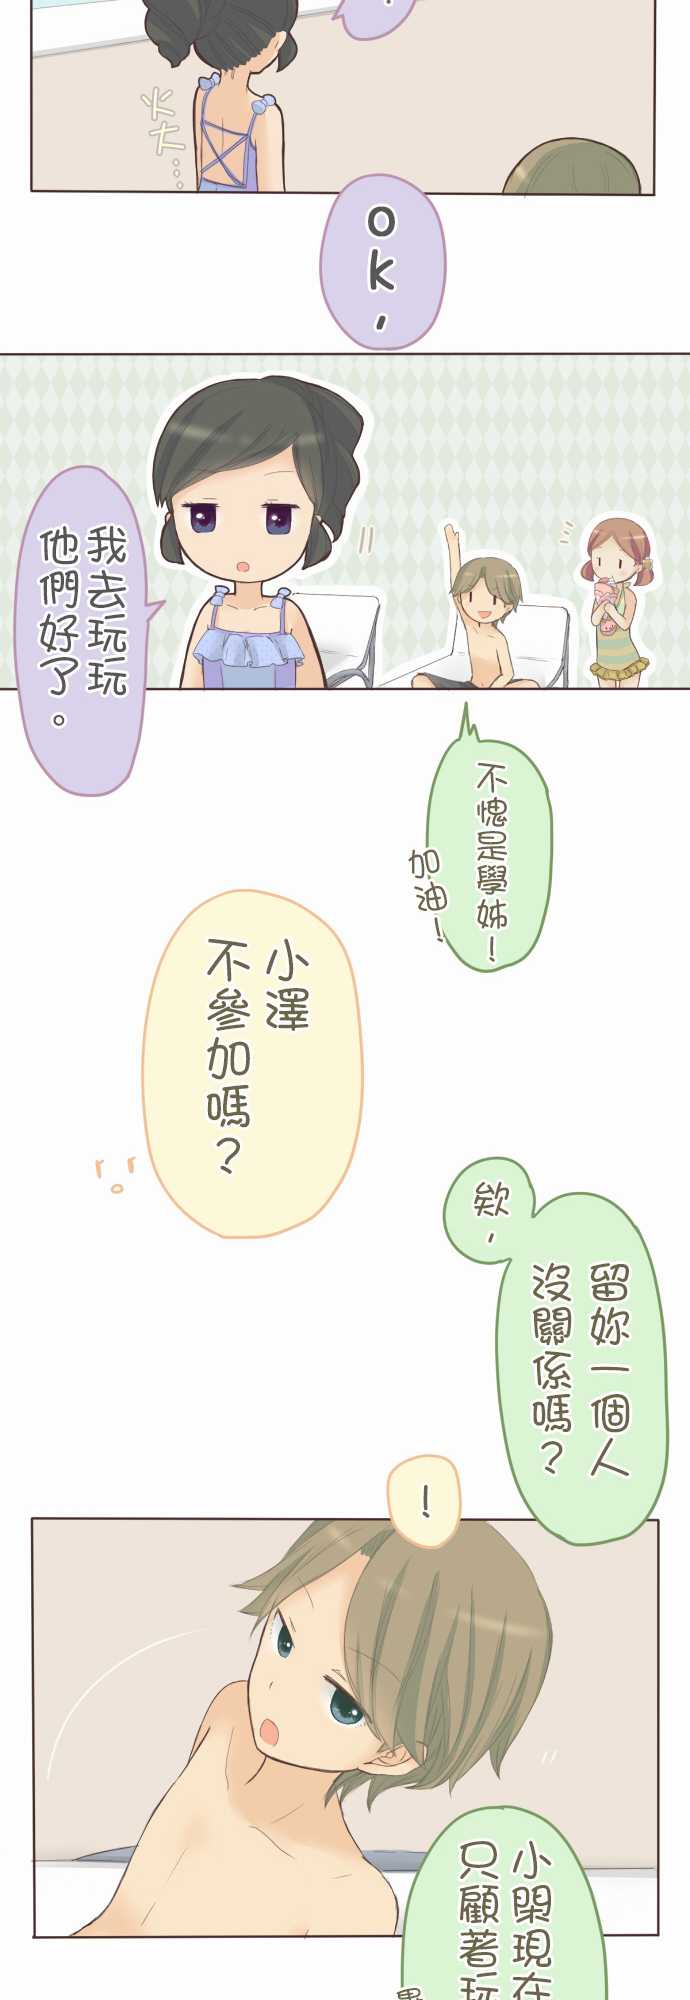 火大…
ok，
我去玩玩
他們好了。
不愧是學姊！
加油！
小澤
不參加嗎？
欸，
留妳一個人
沒關係嗎？
！
小閑現在
只顧著玩